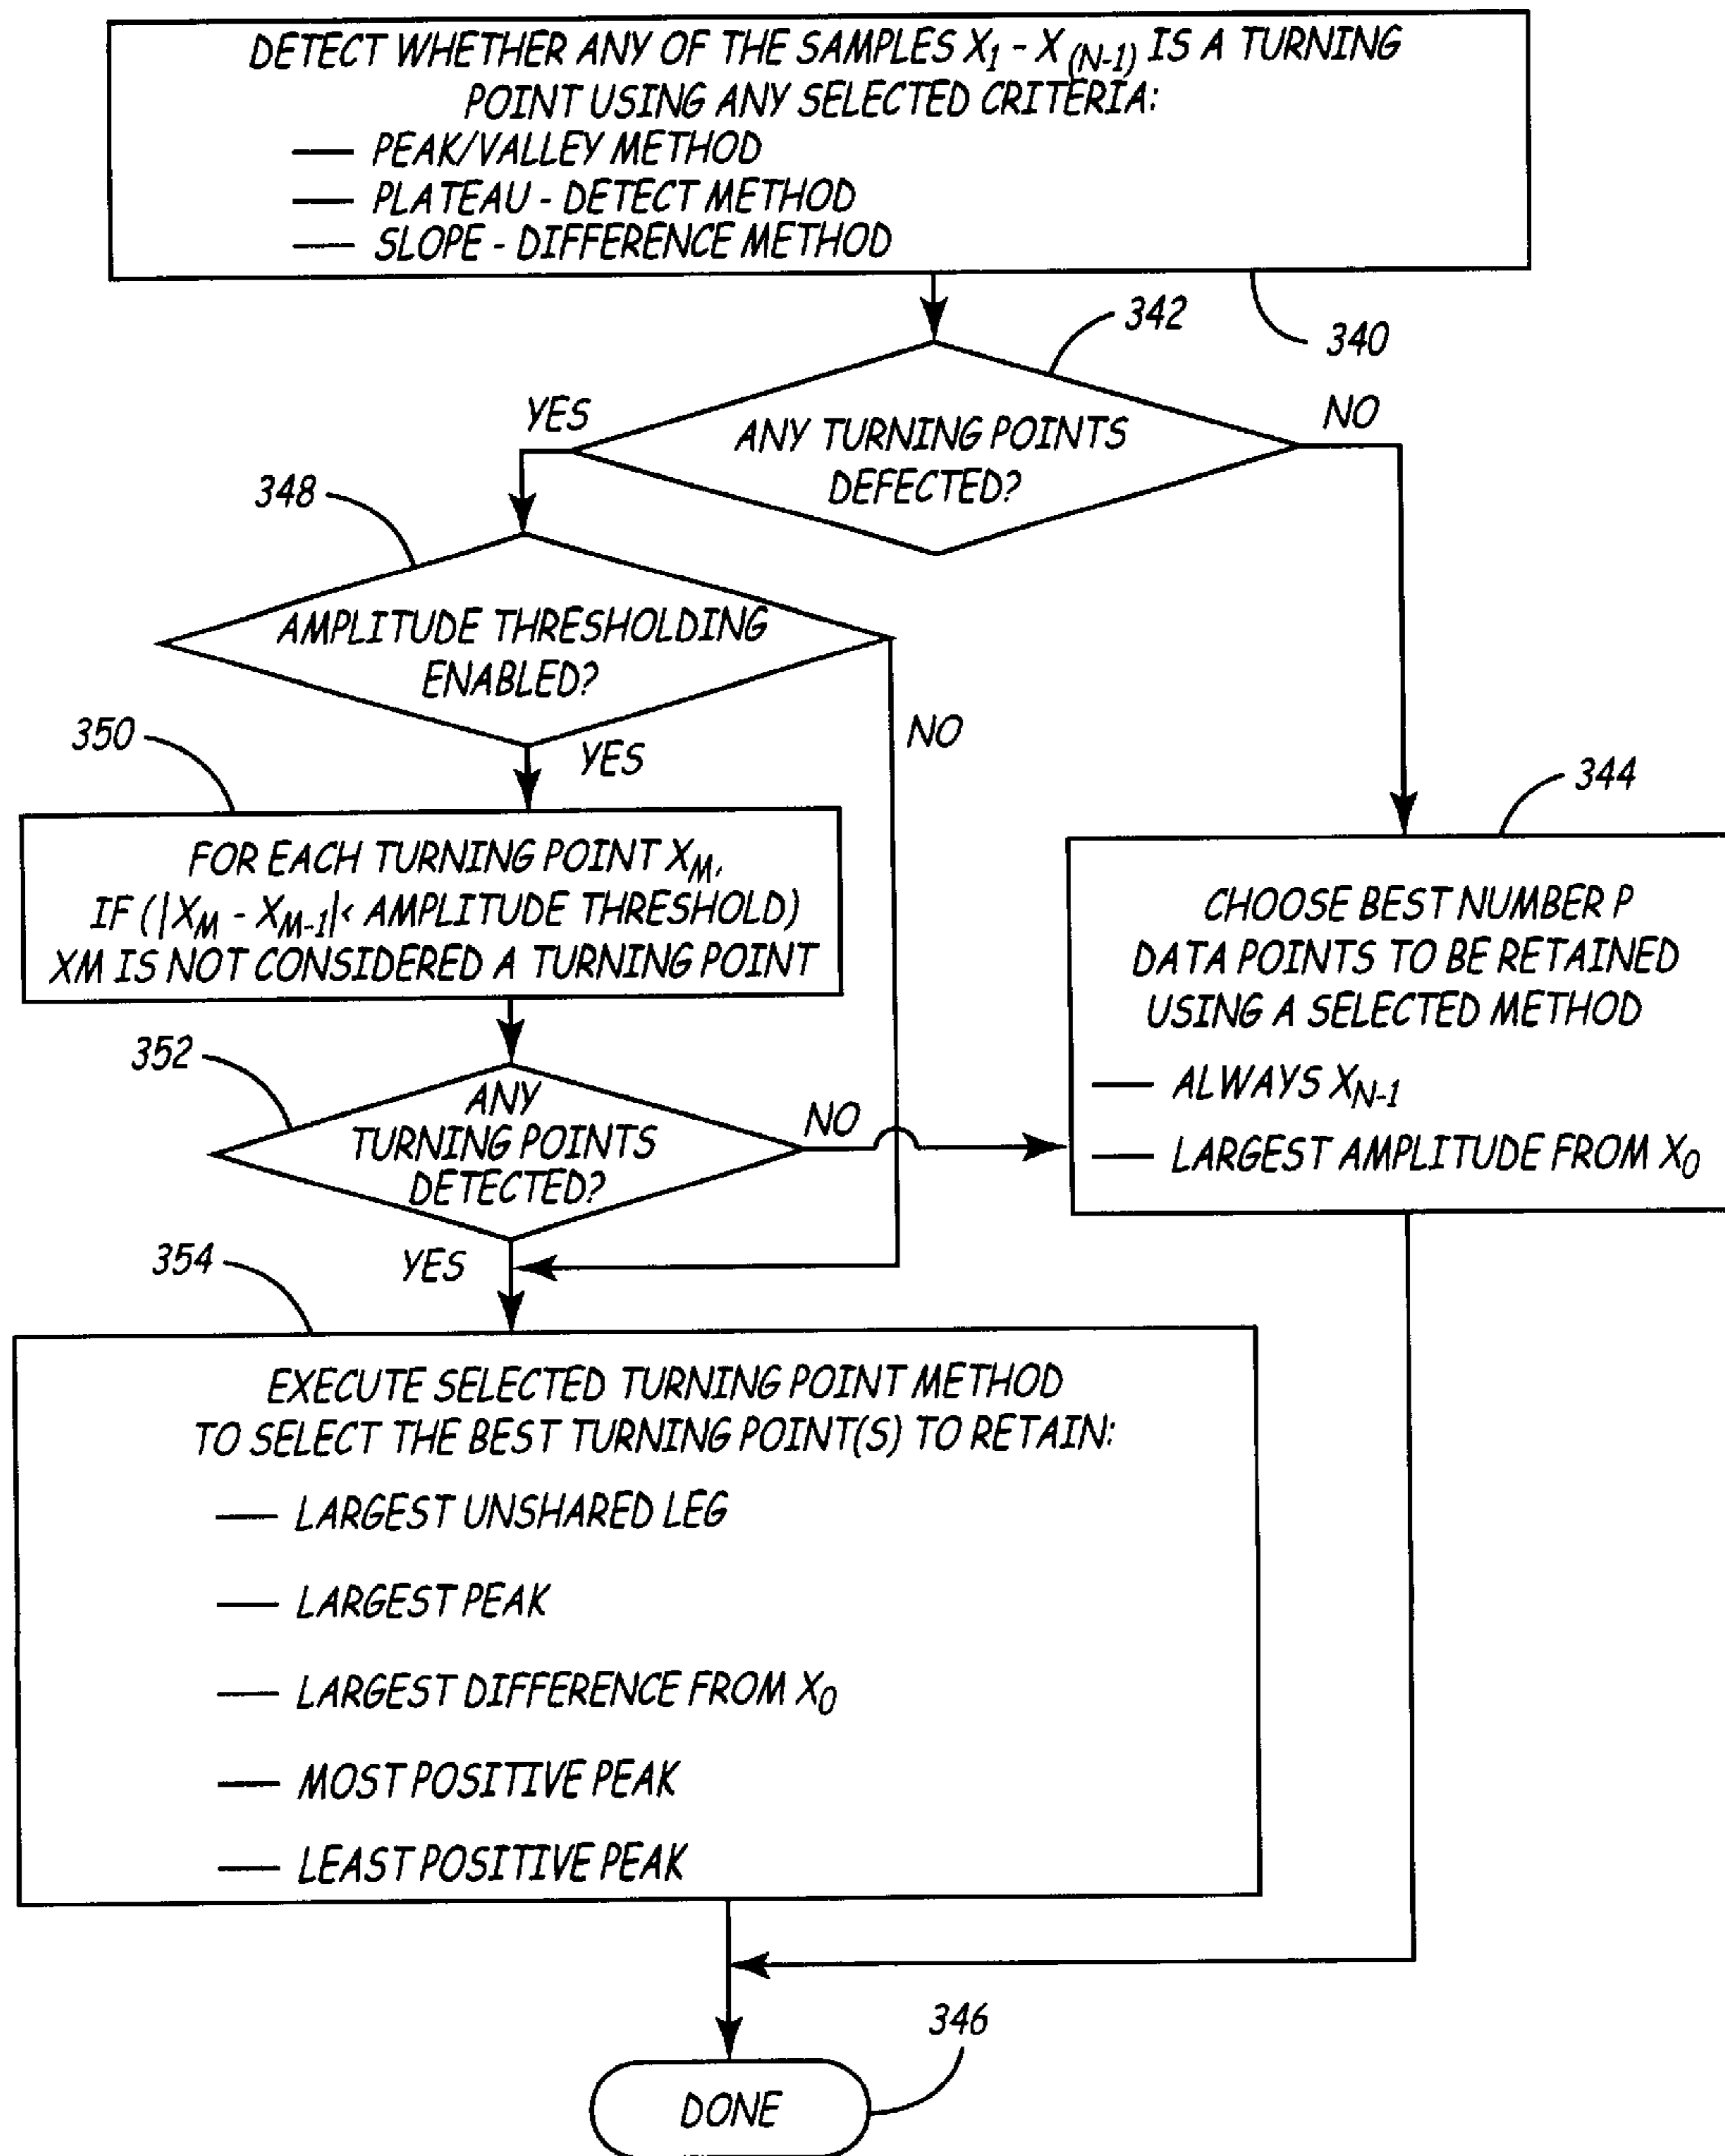 DETECT WHETHER ANY OF THE SAMPLES X1 - X (N-1) IS A TURNING
POINT USING ANY SELECTED CRITERIA:
— PEAK/VALLEY METHOD
— PLATEAU - DETECT METHOD
— SLOPE - DIFFERENCE METHOD
340
342
YES
NO
ANY TURNING POINTS
DEFECTED?
348
AMPLITUDE THRESHOLDING
ENABLED?
NO
YES
350
FOR EACH TURNING POINT XM,
IF (|XM - XM-1|< AMPLITUDE THRESHOLD)
XM IS NOT CONSIDERED A TURNING POINT
344
CHOOSE BEST NUMBER P
DATA POINTS TO BE RETAINED
USING A SELECTED METHOD
— ALWAYS XN-1
— LARGEST AMPLITUDE FROM X0
352
ANY
TURNING POINTS
DETECTED?
NO
YES
354
EXECUTE SELECTED TURNING POINT METHOD
TO SELECT THE BEST TURNING POINT(S) TO RETAIN:
— LARGEST UNSHARED LEG
— LARGEST PEAK
— LARGEST DIFFERENCE FROM X0
— MOST POSITIVE PEAK
— LEAST POSITIVE PEAK
346
DONE